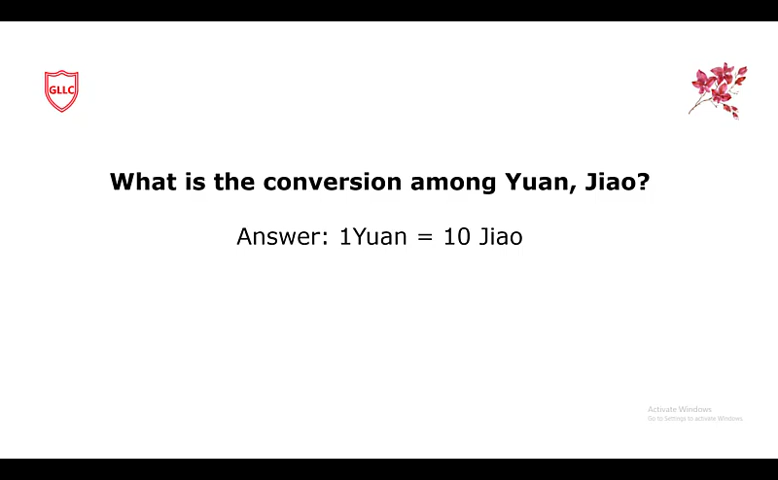 GLLC
What is the conversion among Yuan, Jiao?
Answer: 1Yuan = 10 Jiao
Activate Windows
Go to Settings to activate Windows.